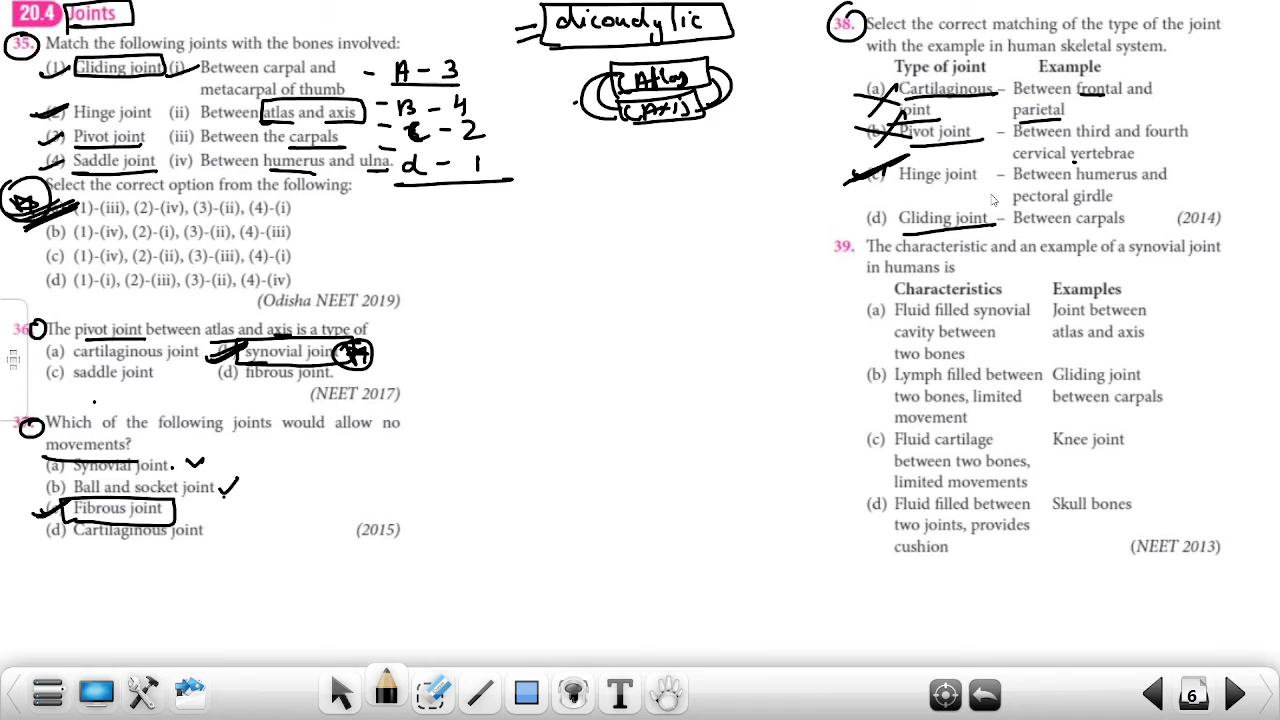 20.4 Joints
35. Match the following joints with the bones involved:
(1) Gliding joint (i) Between carpal and
metacarpal of thumb
Hinge joint (ii) Between atlas and axis
(3) Pivot joint (iii) Between the carpals
(4) Saddle joint (iv) Between humerus and ulna.
Select the correct option from the following:
(1)-(iii), (2)-(iv), (3)-(ii), (4)-(i)
(b) (1)-(iv), (2)-(i), (3)-(ii), (4)-(iii)
(c) (1)-(iv), (2)-(ii), (3)-(iii), (4)-(i)
(d) (1)-(i), (2)-(iii), (3)-(ii), (4)-(iv)
(Odisha NEET 2019)
36. The pivot joint between atlas and axis is a type of
(a) cartilaginous joint synovial join
(c) saddle joint (d) fibrous joint.
(NEET 2017)
37. Which of the following joints would allow no
movements?
(a) Synovial joint.
(b) Ball and socket joint
Fibrous joint
(d) Cartilaginous joint (2015)
dicondylic
Atlas
Axis
A - 3
B - 4
C - 2
d - 1
38. Select the correct matching of the type of the joint
with the example in human skeletal system.
Type of joint Example
(a) Cartilaginous – Between frontal and
joint parietal
(b) Pivot joint – Between third and fourth
cervical vertebrae
(c) Hinge joint – Between humerus and
pectoral girdle
(d) Gliding joint – Between carpals (2014)
39. The characteristic and an example of a synovial joint
in humans is
Characteristics Examples
(a) Fluid filled synovial Joint between
cavity between atlas and axis
two bones
(b) Lymph filled between Gliding joint
two bones, limited between carpals
movement
(c) Fluid cartilage Knee joint
between two bones,
limited movements
(d) Fluid filled between Skull bones
two joints, provides
cushion (NEET 2013)
6